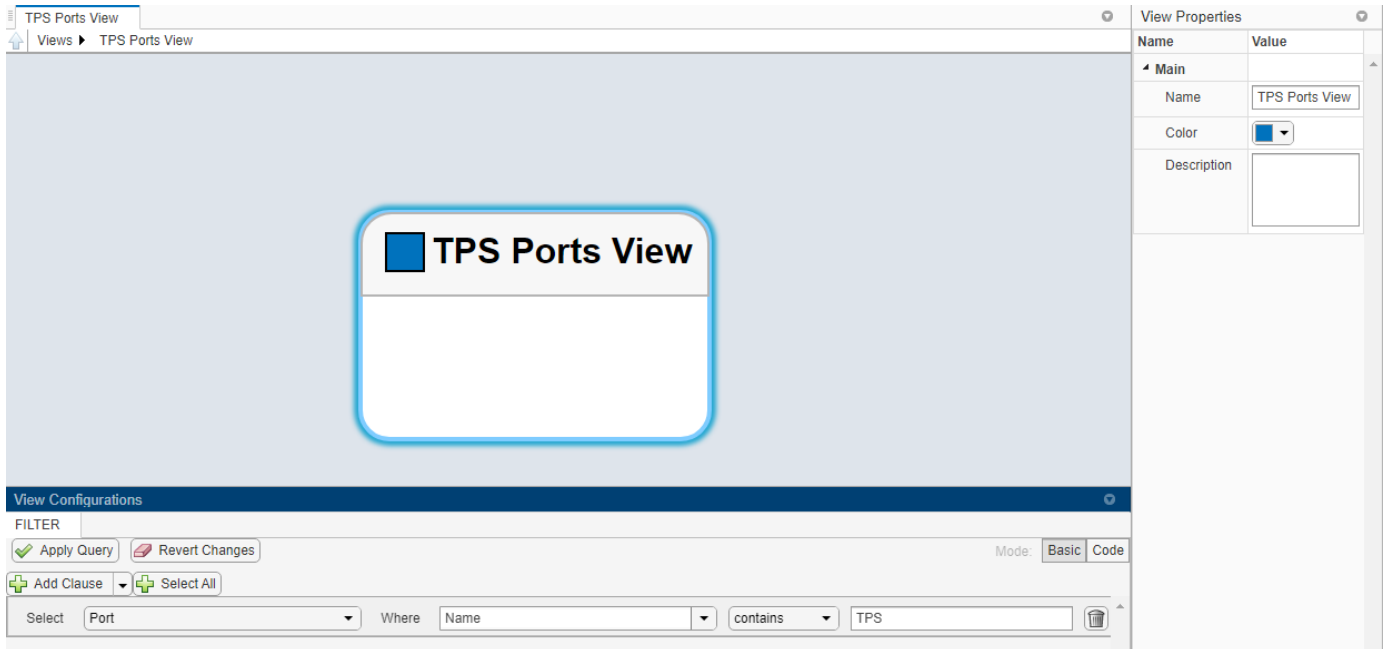 TPS Ports View
Views TPS Ports View
TPS Ports View
View Configurations
FILTER
Apply Query Revert Changes Mode: Basic Code
Add Clause Select All
Select Port Where Name contains TPS
View Properties
Name Value
Main
Name TPS Ports View
Color
Description